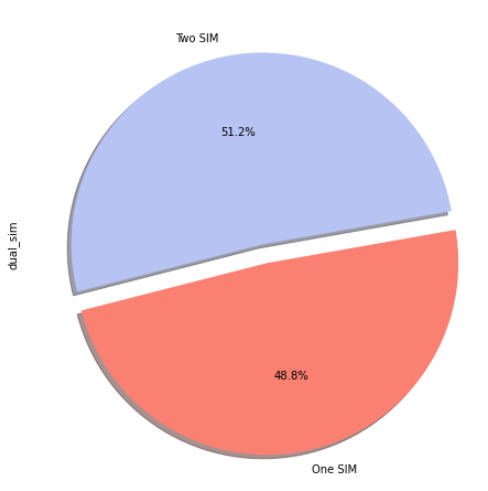 Two SIM
51.2%
dual_sim
48.8%
One SIM